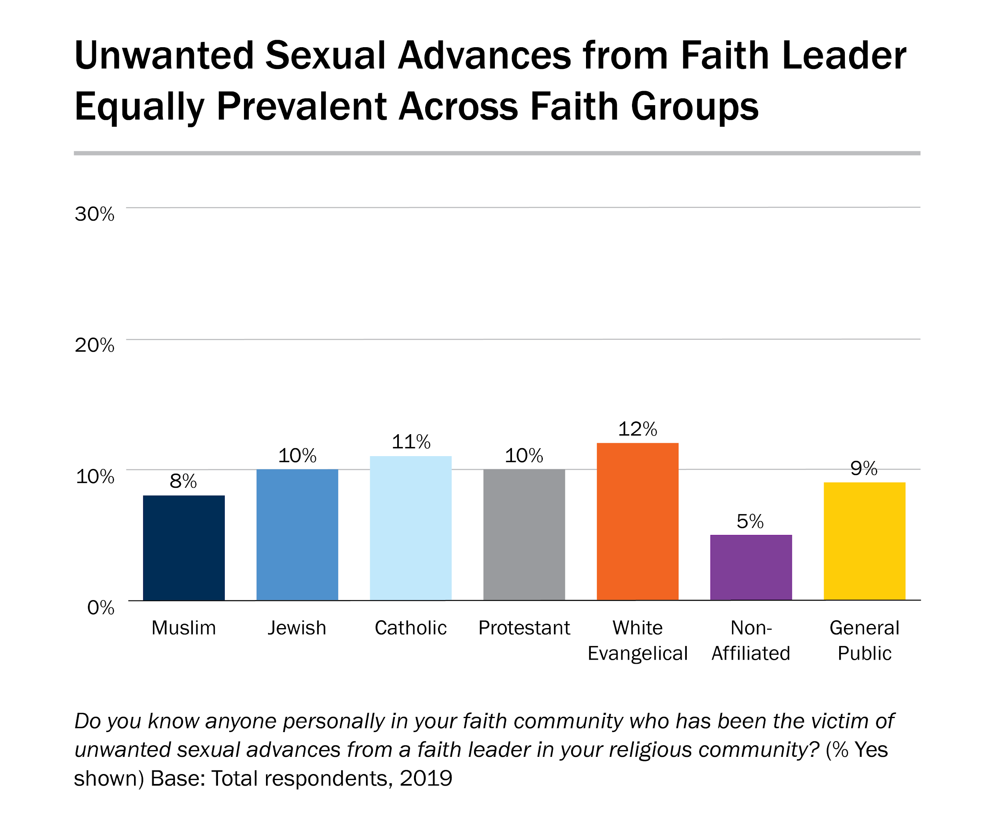 Unwanted Sexual Advances from Faith Leader
Equally Prevalent Across Faith Groups
30%
20%
10%
0%
8%
10%
11%
10%
12%
5%
9%
Muslim
Jewish
Catholic
Protestant
White
Evangelical
Non-
Affiliated
General
Public
Do you know anyone personally in your faith community who has been the victim of
unwanted sexual advances from a faith leader in your religious community? (% Yes
shown) Base: Total respondents, 2019